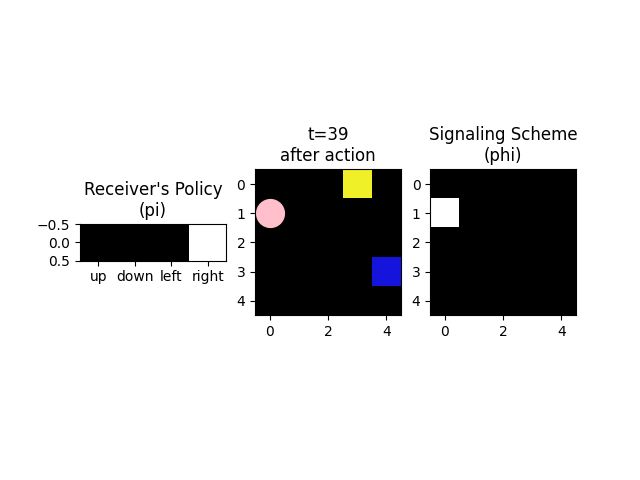 Receiver's Policy
(pi)
−0.5
0.0
0.5
up down left right
t=39
after action
0
1
2
3
4
0 2 4
Signaling Scheme
(phi)
0
1
2
3
4
0 2 4